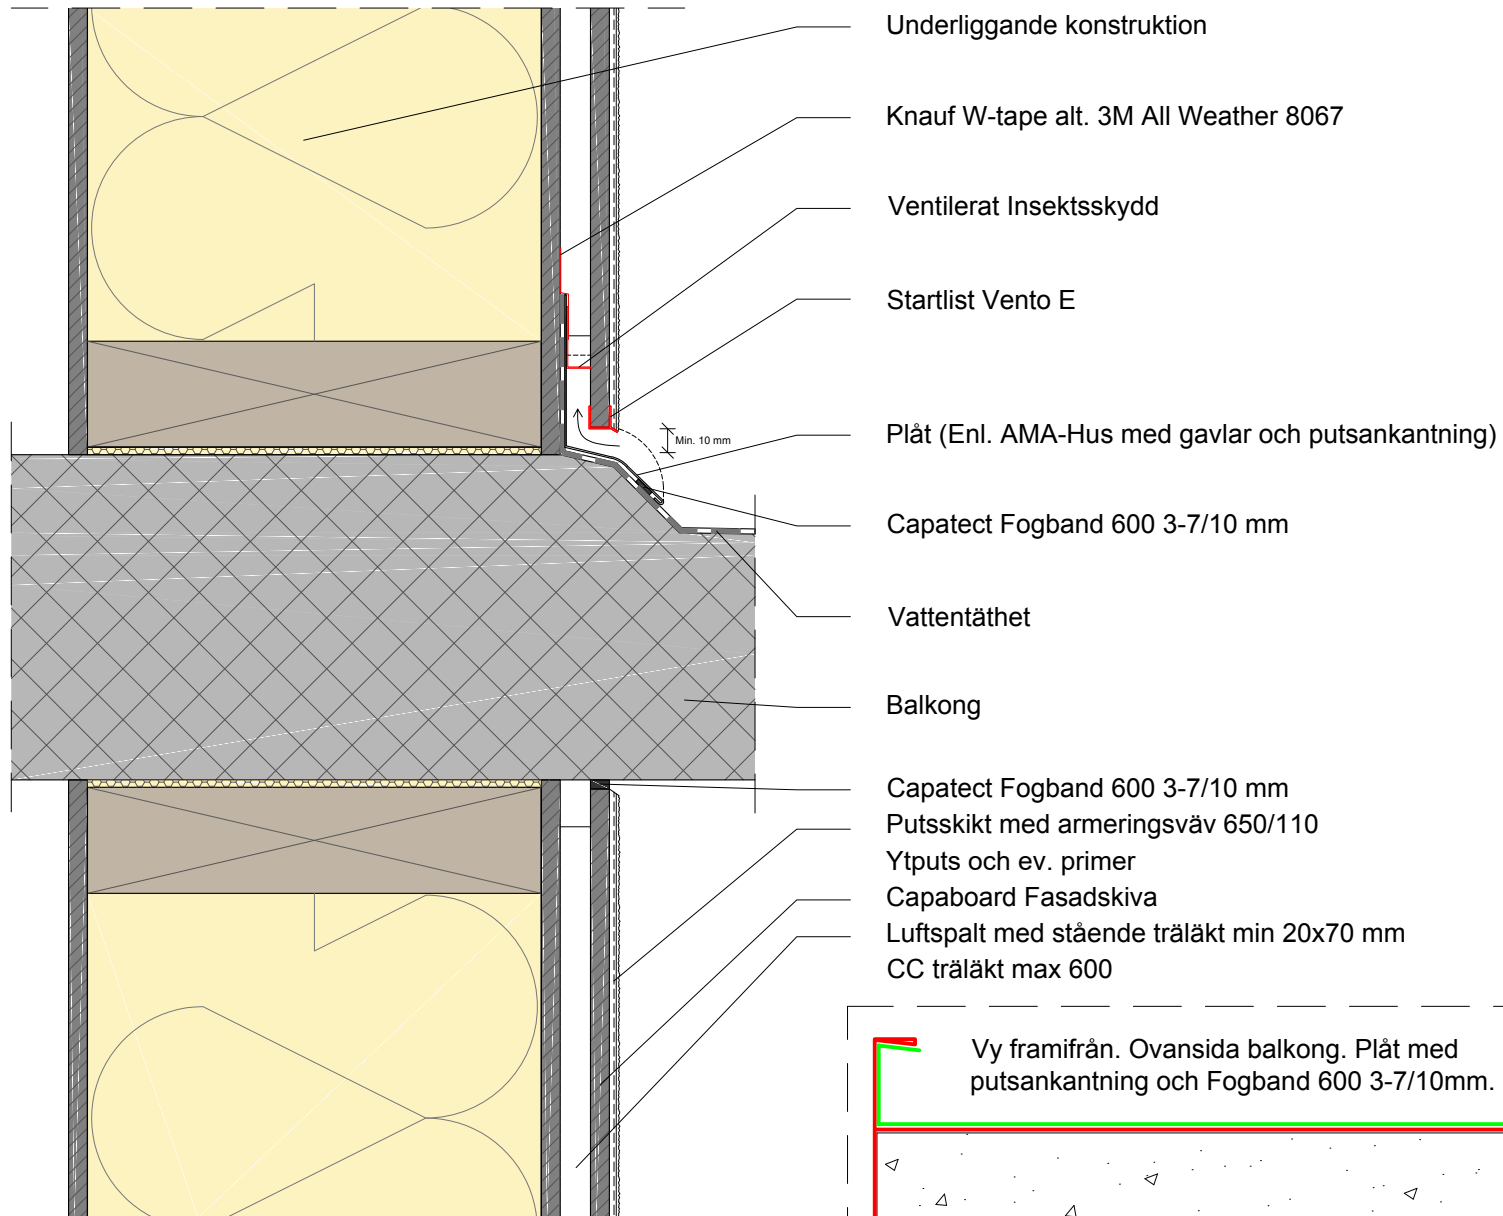 Underliggande konstruktion
Knauf W-tape alt. 3M All Weather 8067
Ventilerat Insektsskydd
Startlist Vento E
Min. 10 mm
Plåt (Enl. AMA-Hus med gavlar och putsankantning)
Capatect Fogband 600 3-7/10 mm
Vattentäthet
Balkong
Capatect Fogband 600 3-7/10 mm
Putsskikt med armeringsväv 650/110
Ytputs och ev. primer
Capaboard Fasadskiva
Luftspalt med stående träläkt min 20x70 mm
CC träläkt max 600
Vy framifrån. Ovansida balkong. Plåt med
putsankantning och Fogband 600 3-7/10mm.